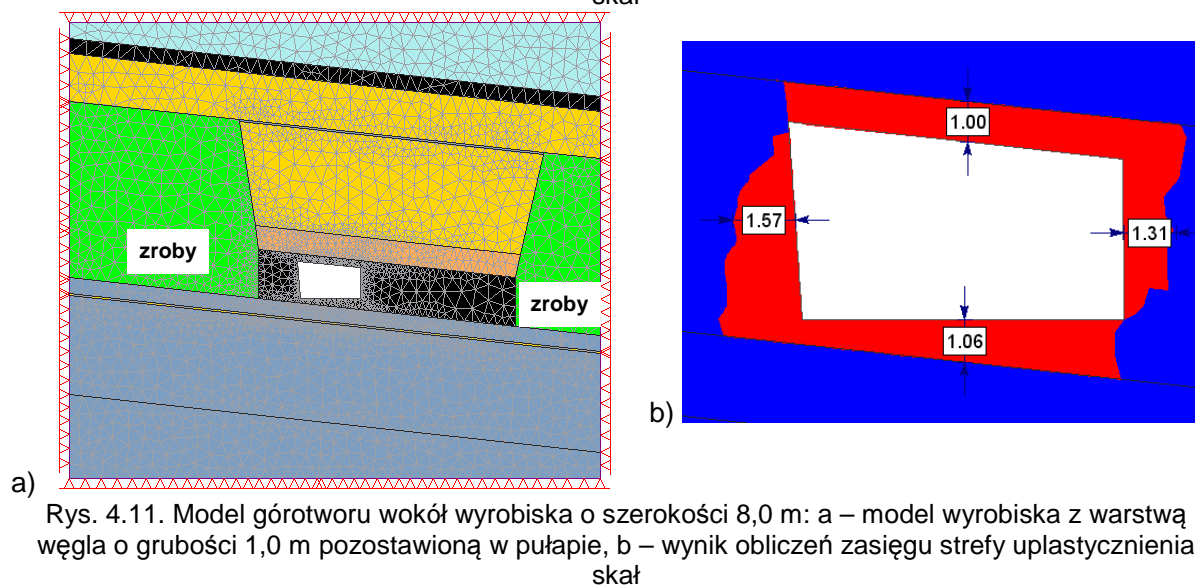 skał
zroby
zroby
a)
1.00
1.57
1.31
1.06
b)
Rys. 4.11. Model górotworu wokół wyrobiska o szerokości 8,0 m: a – model wyrobiska z warstwą
węgla o grubości 1,0 m pozostawioną w pułapie, b – wynik obliczeń zasięgu strefy uplastycznienia
skał